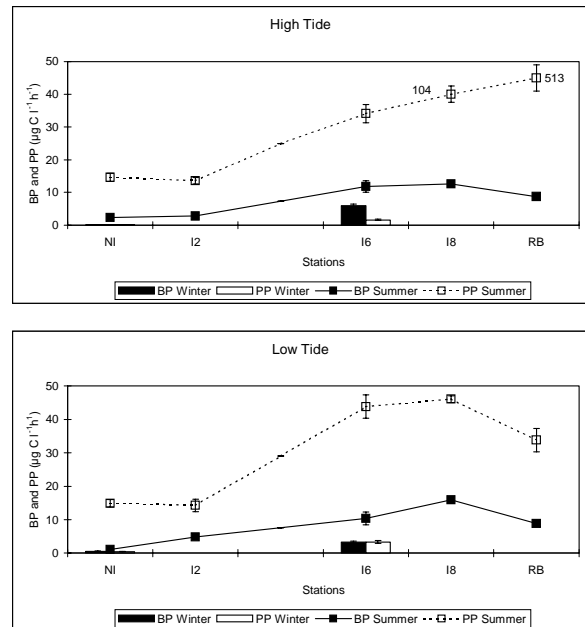 High Tide
BP and PP (µg C l⁻¹h⁻¹)
50
40
30
20
10
0
104
513
NI I2 I6 I8 RB
Stations
BP Winter PP Winter BP Summer PP Summer
Low Tide
BP and PP (µg C l⁻¹h¹)
50
40
30
20
10
0
NI I2 I6 I8 RB
Stations
BP Winter PP Winter BP Summer PP Summer